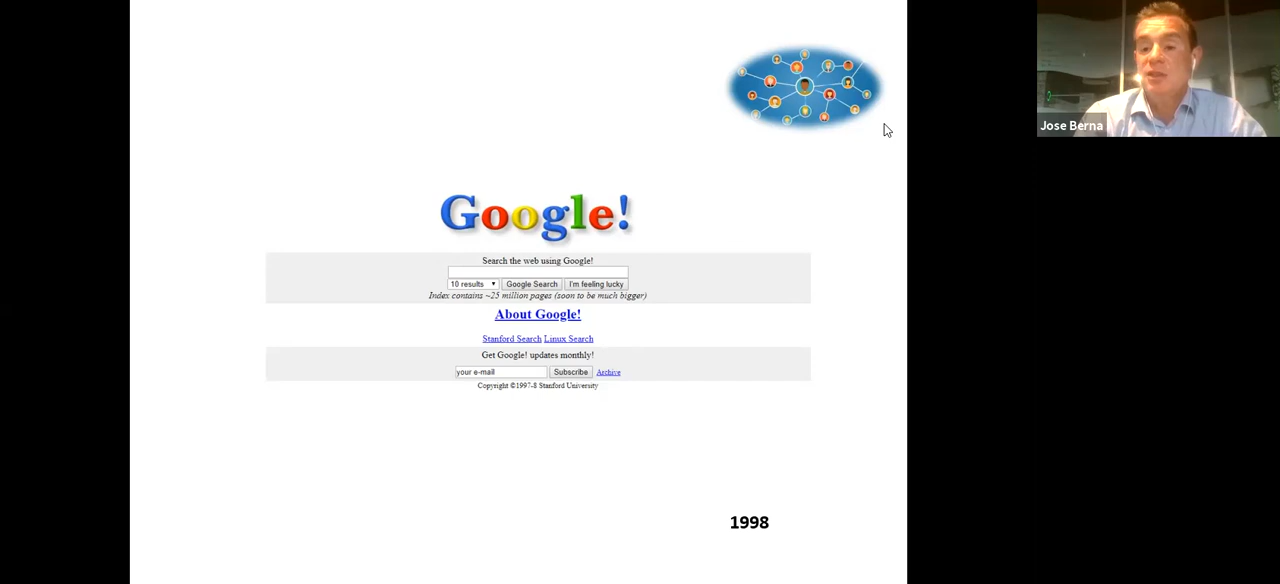 Jose Berna
Google!
Search the web using Google!
10 results Google Search I'm feeling lucky
Index contains ~25 million pages (soon to be much bigger)
About Google!
Stanford Search Linux Search
Get Google! updates monthly!
your e-mail Subscribe Archive
Copyright ©1997-8 Stanford University
1998